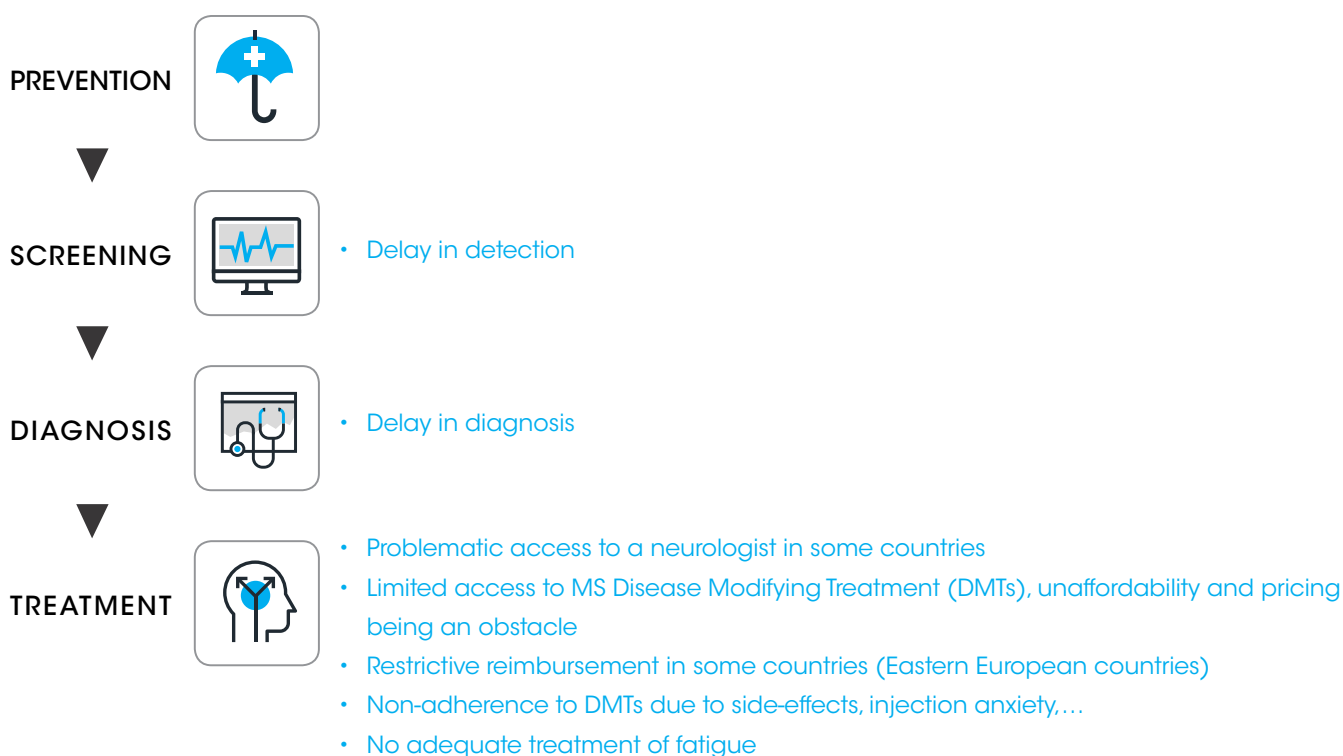 PREVENTION
SCREENING
• Delay in detection
DIAGNOSIS
• Delay in diagnosis
TREATMENT
• Problematic access to a neurologist in some countries
• Limited access to MS Disease Modifying Treatment (DMTs), unaffordability and pricing
being an obstacle
• Restrictive reimbursement in some countries (Eastern European countries)
• Non-adherence to DMTs due to side-effects, injection anxiety,…
• No adequate treatment of fatigue